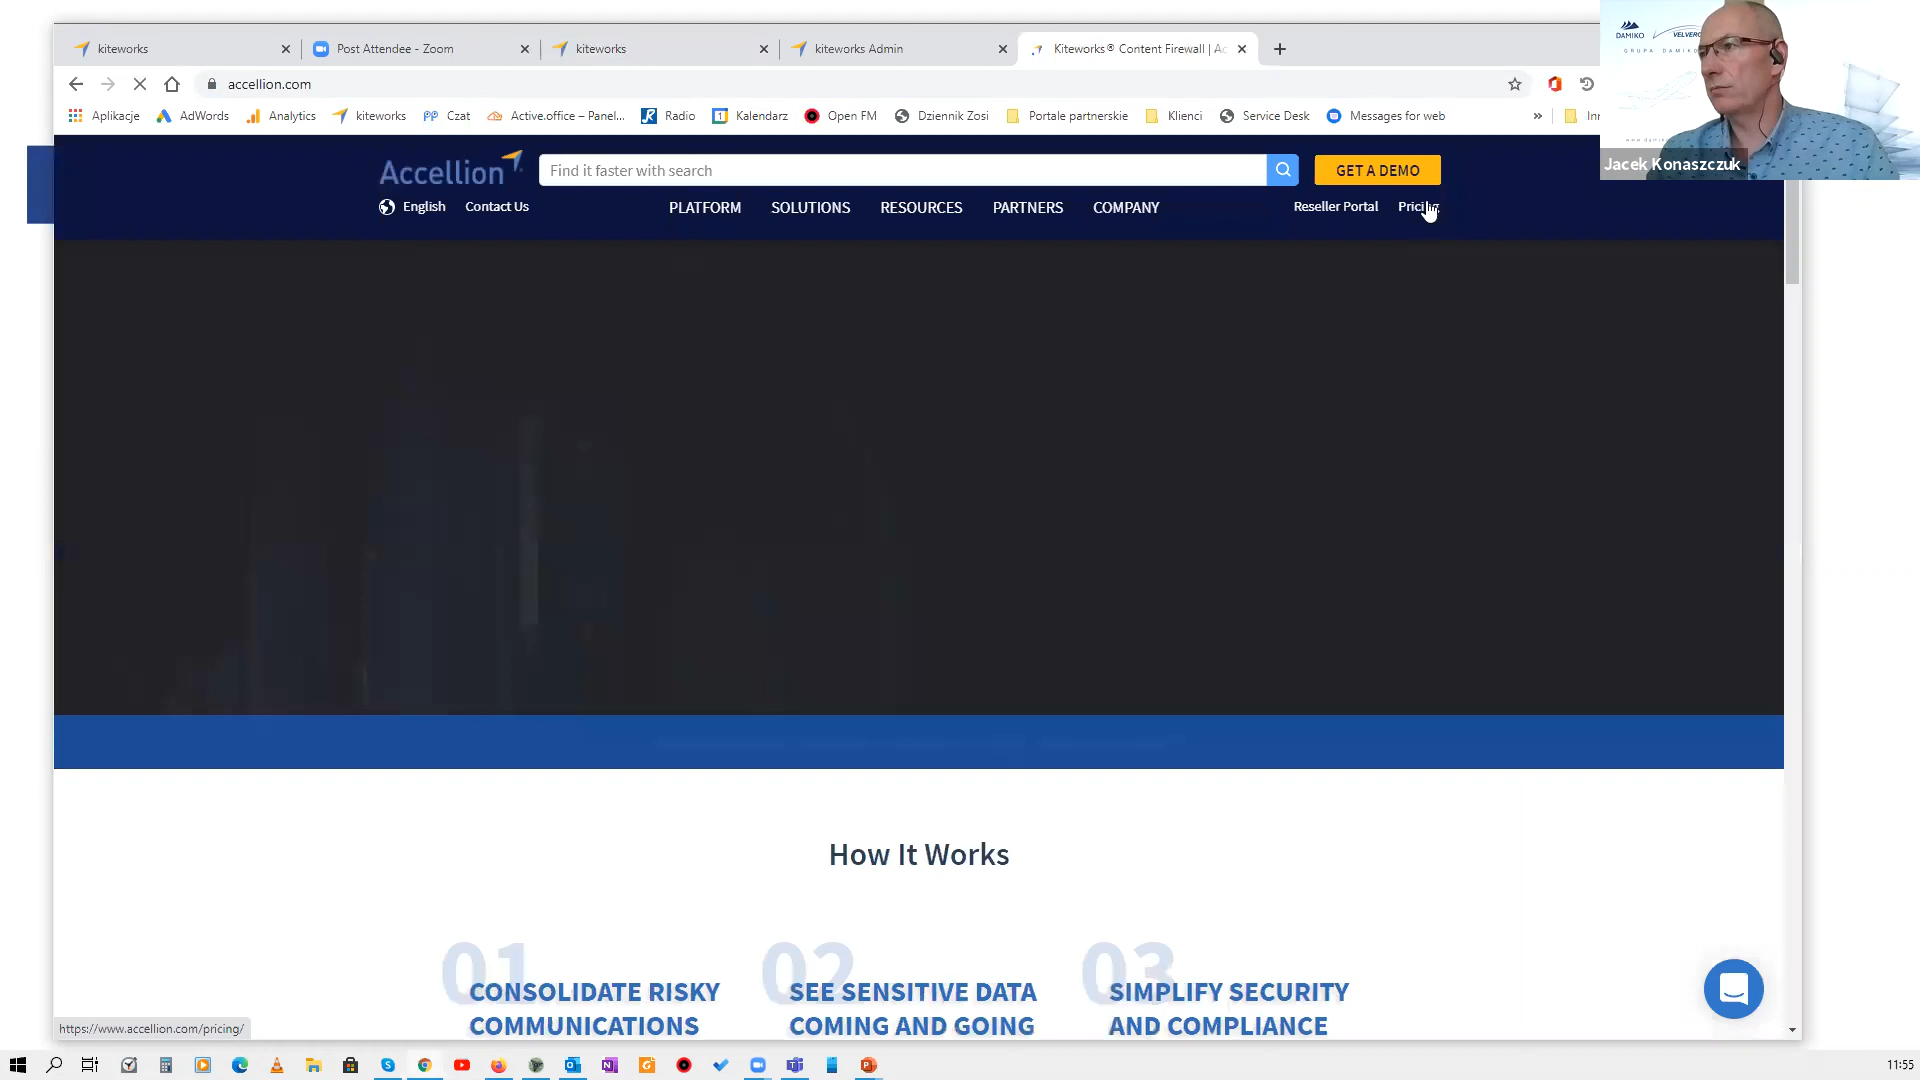 kiteworks
Post Attendee - Zoom
kiteworks
kiteworks Admin
Kiteworks® Content Firewall | Ac
accellion.com
Aplikacje
AdWords
Analytics
kiteworks
Czat
Active.office – Panel...
Radio
Kalendarz
Open FM
Dziennik Zosi
Portale partnerskie
Klienci
Service Desk
Messages for web
»
DAMIKO
GRUPA DAMIKO
Jacek Konaszczuk
Accellion
Find it faster with search
GET A DEMO
English
Contact Us
PLATFORM
SOLUTIONS
RESOURCES
PARTNERS
COMPANY
Reseller Portal
How It Works
01
CONSOLIDATE RISKY
COMMUNICATIONS
02
SEE SENSITIVE DATA
COMING AND GOING
03
SIMPLIFY SECURITY
AND COMPLIANCE
https://www.accellion.com/pricing/
11:55